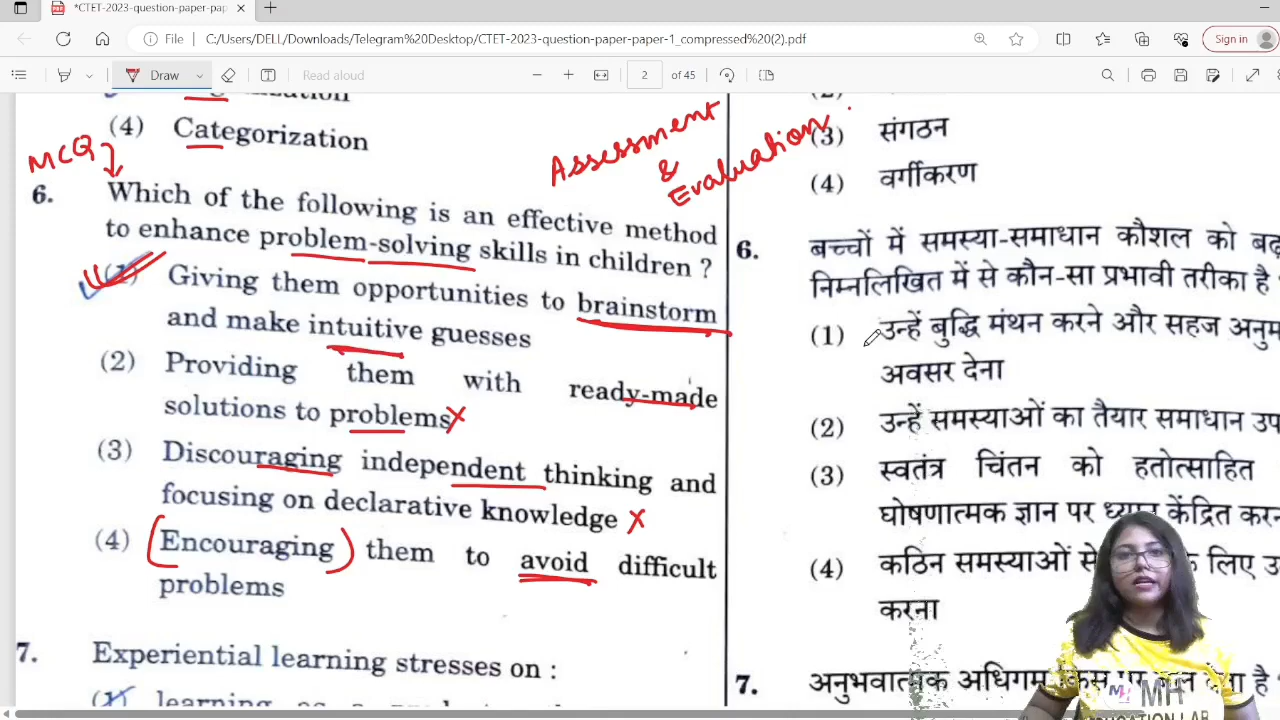 *CTET-2023-question-paper-pap
File
C:/Users/DELL/Downloads/Telegram%20Desktop/CTET-2023-question-paper-paper-1_compressed%20(2).pdf
Sign in
Draw
Read aloud
2
of 45
(4) Categorization
MCQ
Assessment
&
Evaluation
6. Which of the following is an effective method
to enhance problem-solving skills in children ?
(1) Giving them opportunities to brainstorm
and make intuitive guesses
(2) Providing them with ready-made
solutions to problems
(3) Discouraging independent thinking and
focusing on declarative knowledge
(4) Encouraging them to avoid difficult
problems
7. Experiential learning stresses on :
(3) संगठन
(4) वर्गीकरण
6. बच्चों में समस्या-समाधान कौशल को
निम्नलिखित में से कौन-सा प्रभावी तरीका है
(1) उन्हें बुद्धि मंथन करने और सहज
अवसर देना
(2) उन्हें समस्याओं का तैयार समाधान
(3) स्वतंत्र चिंतन को हतोत्साहित
घोषणात्मक ज्ञान पर ध्यान केंद्रित
(4) कठिन समस्याओं से लिए
करना
7. अनुभवात्मक अधिगम किस पर है
MH